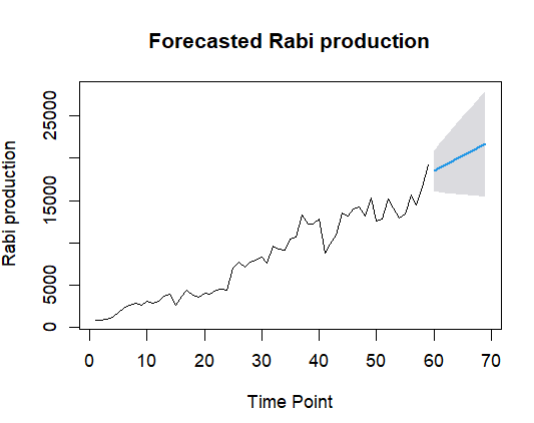 Forecasted Rabi production
Rabi production
0
5000
15000
25000
0 10 20 30 40 50 60 70
Time Point